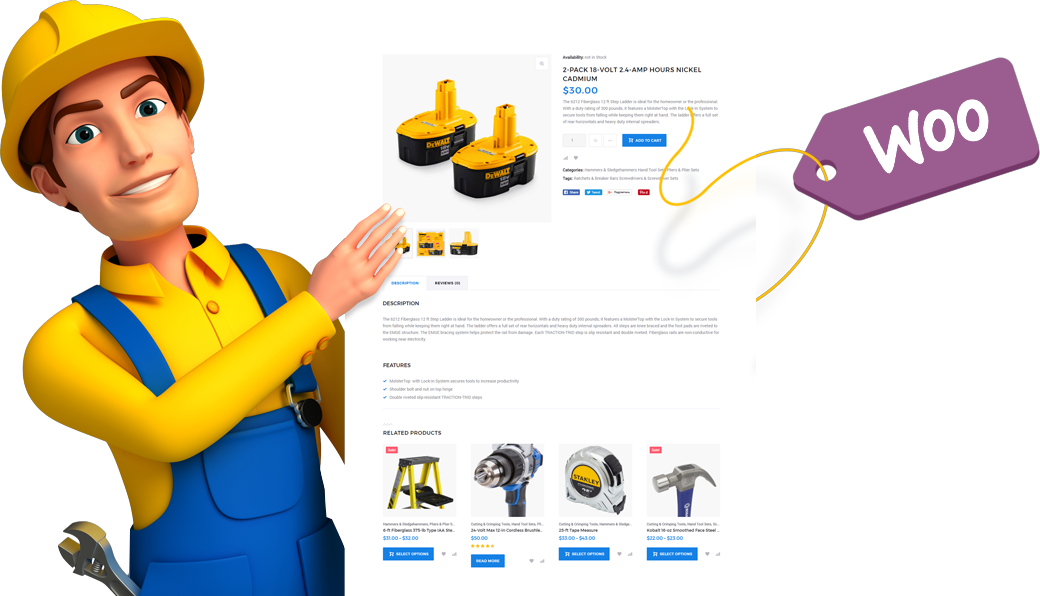 Availability: Not In Stock!
2-PACK 18-VOLT 2.4-AMP HOURS NICKEL
CADMIUM
$30.00
The 6212 Fiberglass 12 ft Step Ladder is ideal for the homeowner or the professional.
With a duty rating of 300 pounds, it features a MolsterTop with the Lock-in System to
secure tools from falling while keeping them right at hand. The ladder offers a full set
of rear horizontals and heavy duty internal spreaders.
1 + - ADD TO CART
Categories: Hammers & Sledgehammers Hand Tool Sets Pliers & Plier Sets
Tags: Ratchets & Breaker Bars Screwdrivers & Screwdriver Sets
Share Tweet Pin it
DEWALT
DEWALT
WOO
DESCRIPTION REVIEWS (0)
DESCRIPTION
The 6212 Fiberglass 12 ft Step Ladder is ideal for the homeowner or the professional. With a duty rating of 300 pounds, it features a MolsterTop with the Lock-in System to secure tools
from falling while keeping them right at hand. The ladder offers a full set of rear horizontals and heavy duty internal spreaders. All steps are knee braced and the foot pads are riveted to
the EMGE structure. The EMGE bracing system helps protect the rail from damage. Each TRACTION-TRED step is slip resistant and double riveted. Fiberglass rails are non-conductive for
working near electricity.
FEATURES
MolsterTop with Lock-in System secures tools to increase productivity
Shoulder bolt and nut on top hinge
Double riveted slip-resistant TRACTION-TRED steps
RELATED PRODUCTS
Sale!
Sale!
STANLEY
Hammers & Sledgehammers, Pliers & Plier S...
6-ft Fiberglass 375-lb Type IAA Ste...
$31.00 - $32.00
SELECT OPTIONS
Cutting & Crimping Tools, Hand Tool Sets, Pli...
24-Volt Max 1/2-in Cordless Brushle...
$50.00
READ MORE
Cutting & Crimping Tools, Hammers & Sledge...
25-ft Tape Measure
$33.00 - $43.00
SELECT OPTIONS
Cutting & Crimping Tools, Hand Tool Sets, Sc...
Kobalt 16-oz Smoothed Face Steel ...
$22.00 - $23.00
SELECT OPTIONS